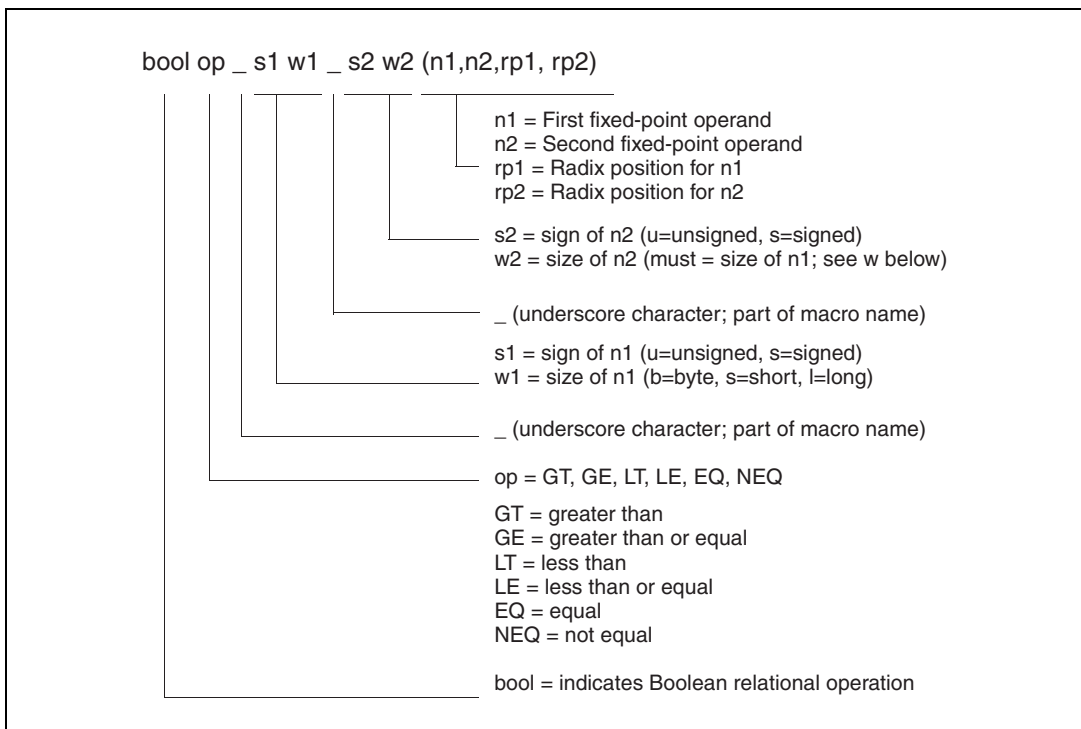 bool op _ s1 w1 _ s2 w2 (n1,n2,rp1, rp2)
n1 = First fixed-point operand
n2 = Second fixed-point operand
rp1 = Radix position for n1
rp2 = Radix position for n2
s2 = sign of n2 (u=unsigned, s=signed)
w2 = size of n2 (must = size of n1; see w below)
_ (underscore character; part of macro name)
s1 = sign of n1 (u=unsigned, s=signed)
w1 = size of n1 (b=byte, s=short, l=long)
_ (underscore character; part of macro name)
op = GT, GE, LT, LE, EQ, NEQ
GT = greater than
GE = greater than or equal
LT = less than
LE = less than or equal
EQ = equal
NEQ = not equal
bool = indicates Boolean relational operation